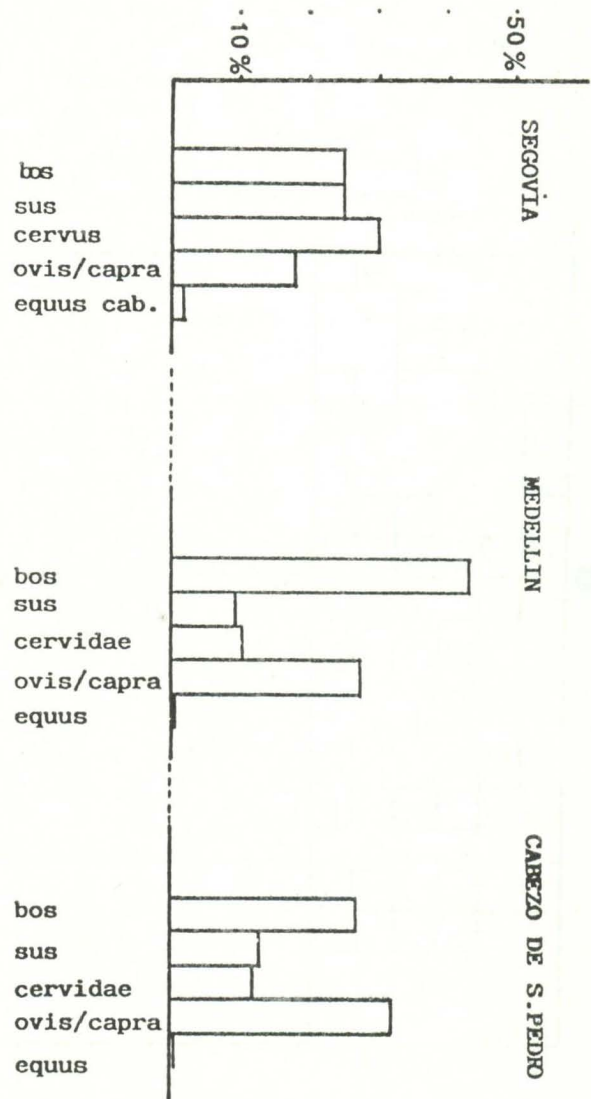 ·10%
·50%
SEGOVIA
bos
sus
cervus
ovis/capra
equus cab.
MEDELLIN
bos
sus
cervidae
ovis/capra
equus
CABEZO DE S.PEDRO
bos
sus
cervidae
ovis/capra
equus